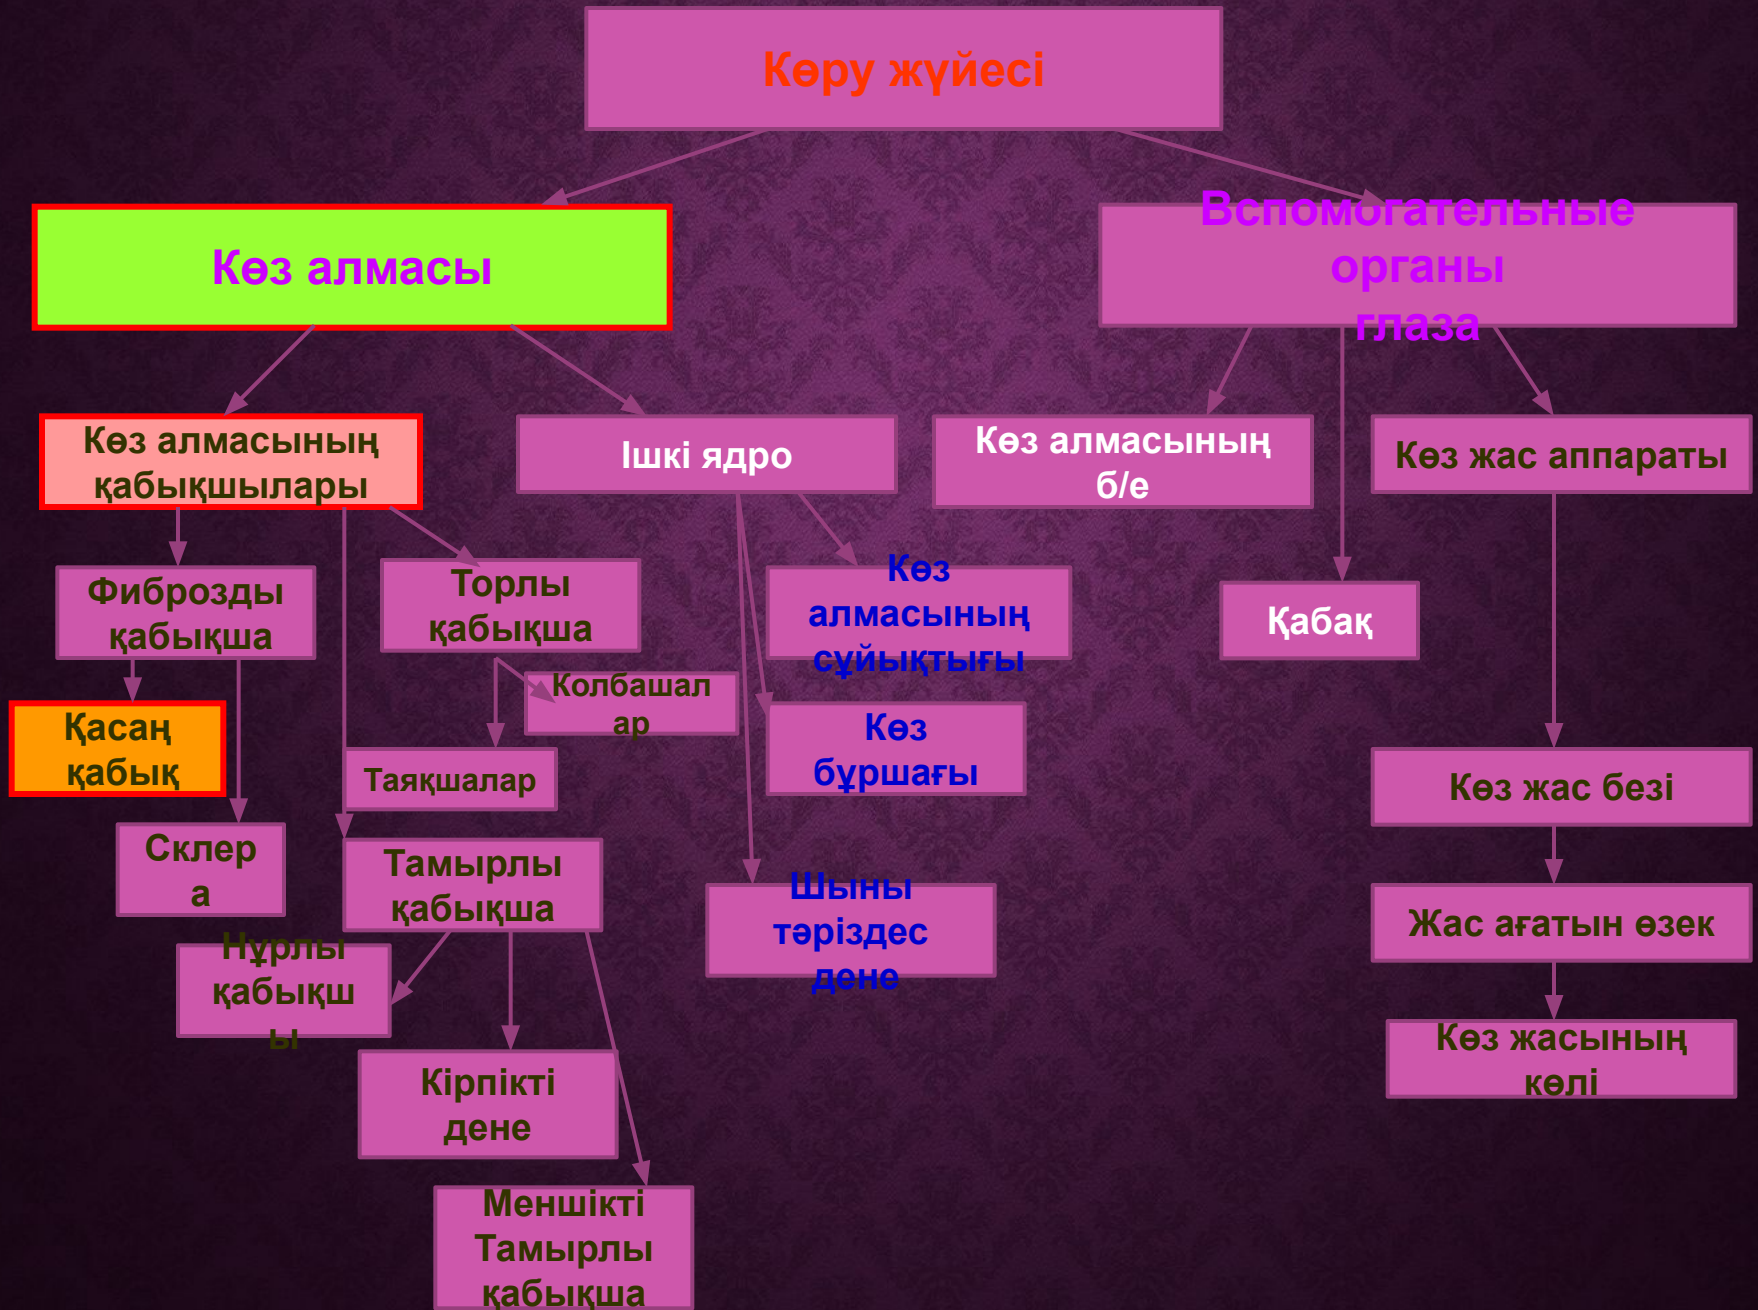 Көру жүйесі
Көз алмасы
Вспомогательные
органы
глаза
Көз алмасының
қабықшылары
Ішкі ядро
Көз алмасының
б/е
Көз жас аппараты
Фиброзды
қабықша
Торлы
қабықша
Көз
алмасының
сұйықтығы
Қабақ
Колбашал
ар
Қасаң
қабық
Көз
бұршағы
Таяқшалар
Көз жас безі
Склер
а
Тамырлы
қабықша
Шыны
тәріздес
дене
Жас ағатын өзек
Нұрлы
қабықш
ы
Көз жасының
көлі
Кірпікті
дене
Меншікті
Тамырлы
қабықша